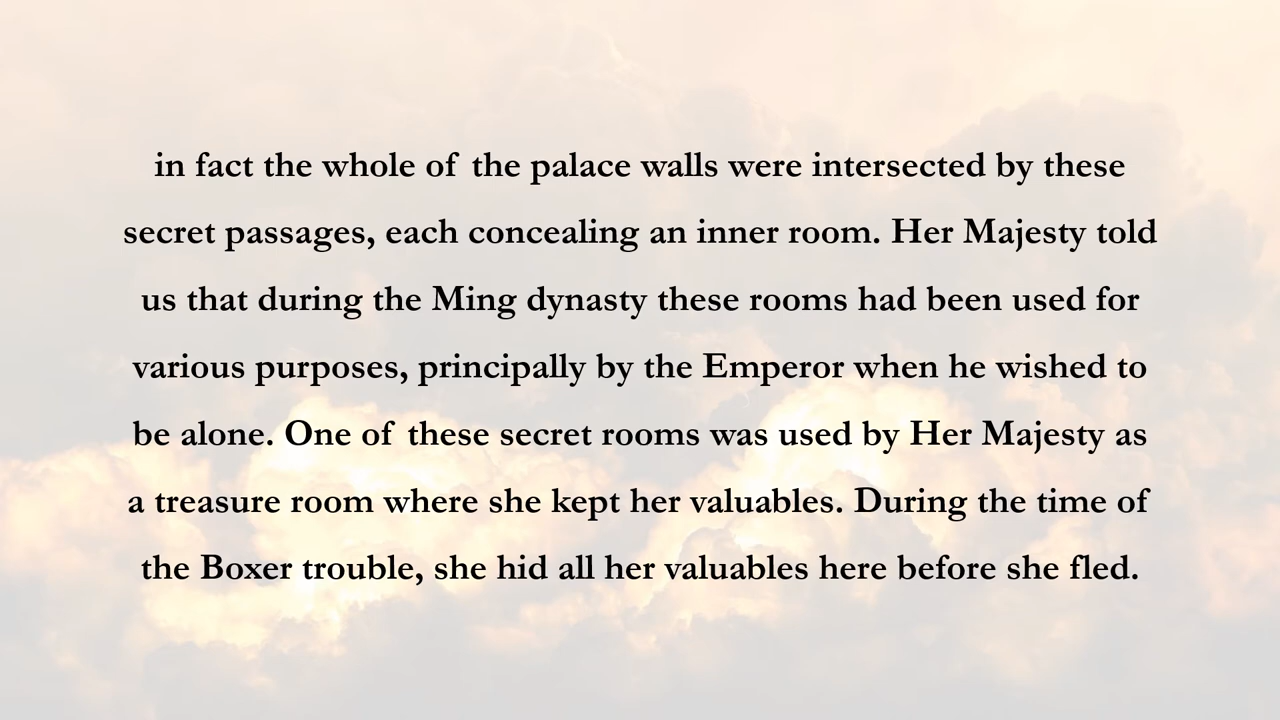 in fact the whole of the palace walls were intersected by these
secret passages, each concealing an inner room. Her Majesty told
us that during the Ming dynasty these rooms had been used for
various purposes, principally by the Emperor when he wished to
be alone. One of these secret rooms was used by Her Majesty as
a treasure room where she kept her valuables. During the time of
the Boxer trouble, she hid all her valuables here before she fled.